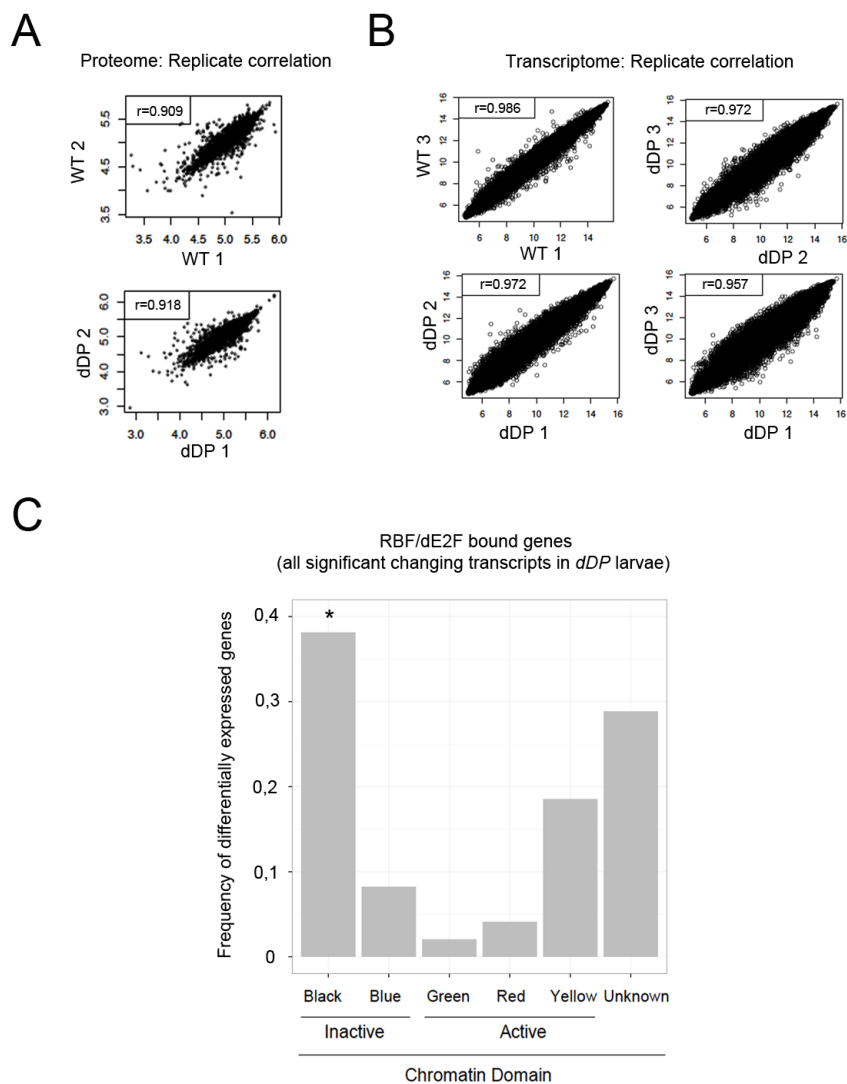 A
Proteome: Replicate correlation
r=0.909
WT 2
5.5
4.5
3.5
3.5 4.0 4.5 5.0 5.5 6.0
WT 1
r=0.918
dDP 2
6.0
5.0
4.0
3.0
3.0 4.0 5.0 6.0
dDP 1
B
Transcriptome: Replicate correlation
r=0.986
WT 3
16
14
12
10
8
6
6 8 10 12 14
WT 1
r=0.972
dDP 3
16
14
12
10
8
6
6 8 10 12 14 16
dDP 2
r=0.972
dDP 2
16
14
12
10
8
6
6 8 10 12 14 16
dDP 1
r=0.957
dDP 3
16
14
12
10
8
6
6 8 10 12 14 16
dDP 1
C
RBF/dE2F bound genes
(all significant changing transcripts in dDP larvae)
Frequency of differentially expressed genes
0,4
0,3
0,2
0,1
0
*
Black Blue Green Red Yellow Unknown
Inactive Active
Chromatin Domain